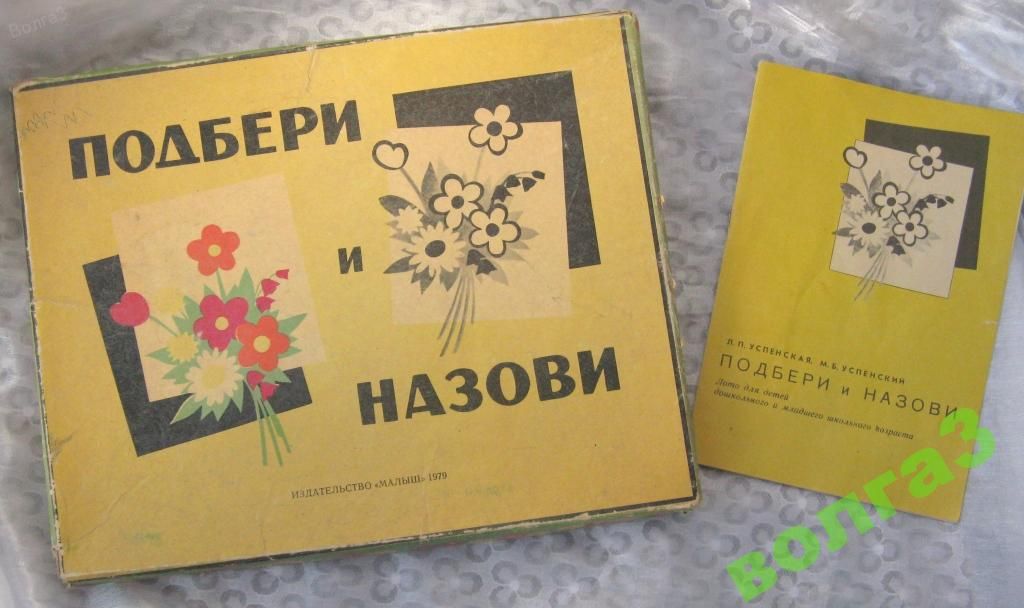 Волга3
ПОДБЕРИ
и
НАЗОВИ
ИЗДАТЕЛЬСТВО «МАЛЫШ» 1979
Л. П. УСПЕНСКАЯ, М. Б. УСПЕНСКИЙ
ПОДБЕРИ и НАЗОВИ
Лото для детей
дошкольного и младшего школьного возраста
волга3